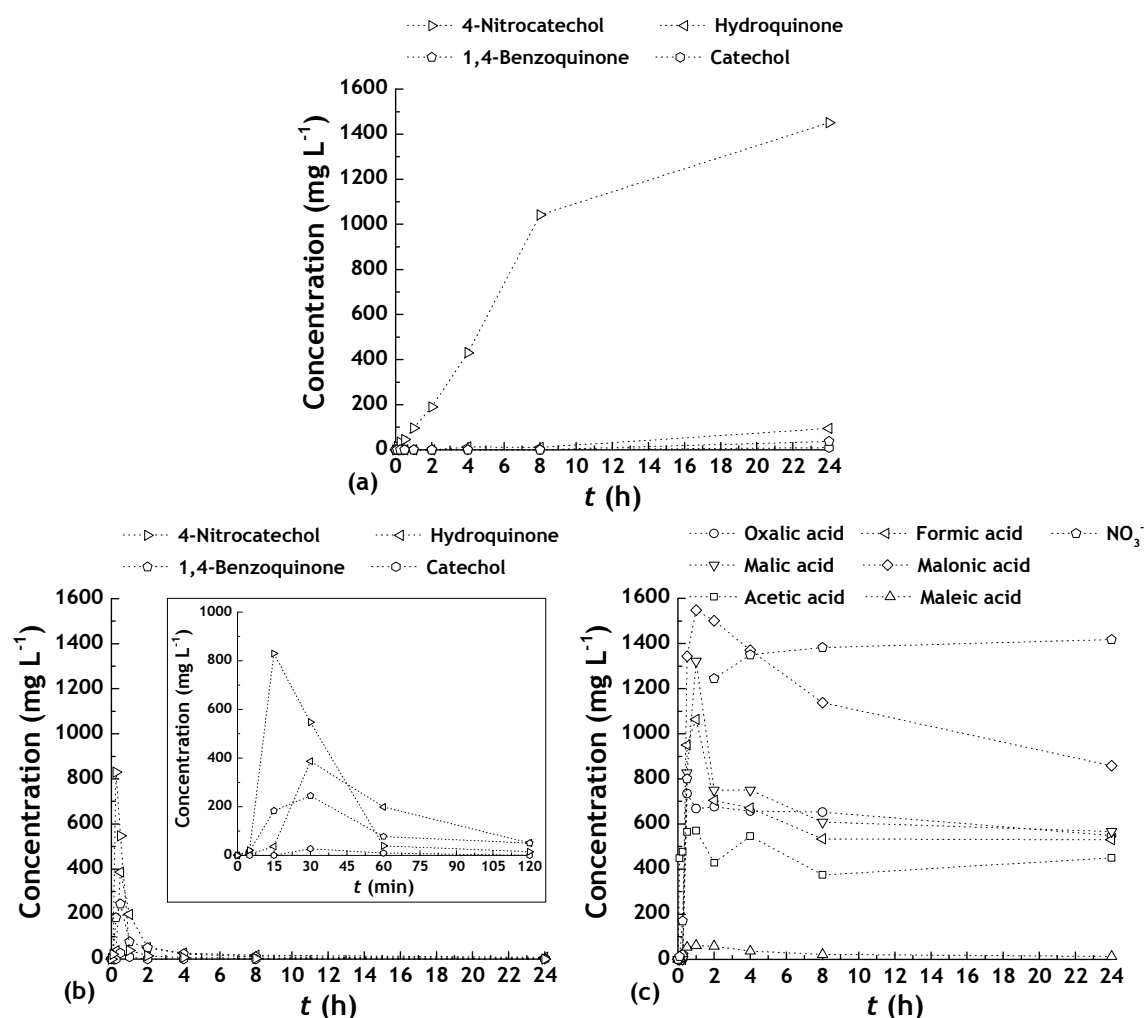 4-Nitrocatechol Hydroquinone
1,4-Benzoquinone Catechol
1600
1400
1200
1000
800
600
400
200
0
Concentration (mg L⁻¹)
0 2 4 6 8 10 12 14 16 18 20 22 24
(a)
t (h)
4-Nitrocatechol Hydroquinone
1,4-Benzoquinone Catechol
1600
1400
1200
1000
800
600
400
200
0
Concentration (mg L⁻¹)
1000
800
600
400
200
0
Concentration (mg L⁻¹)
0 15 30 45 60 75 90 105 120
t (min)
0 2 4 6 8 10 12 14 16 18 20 22 24
(b)
t (h)
Oxalic acid Formic acid NO₃⁻
Malic acid Malonic acid
Acetic acid Maleic acid
1600
1400
1200
1000
800
600
400
200
0
Concentration (mg L⁻¹)
0 2 4 6 8 10 12 14 16 18 20 22 24
(c)
t (h)